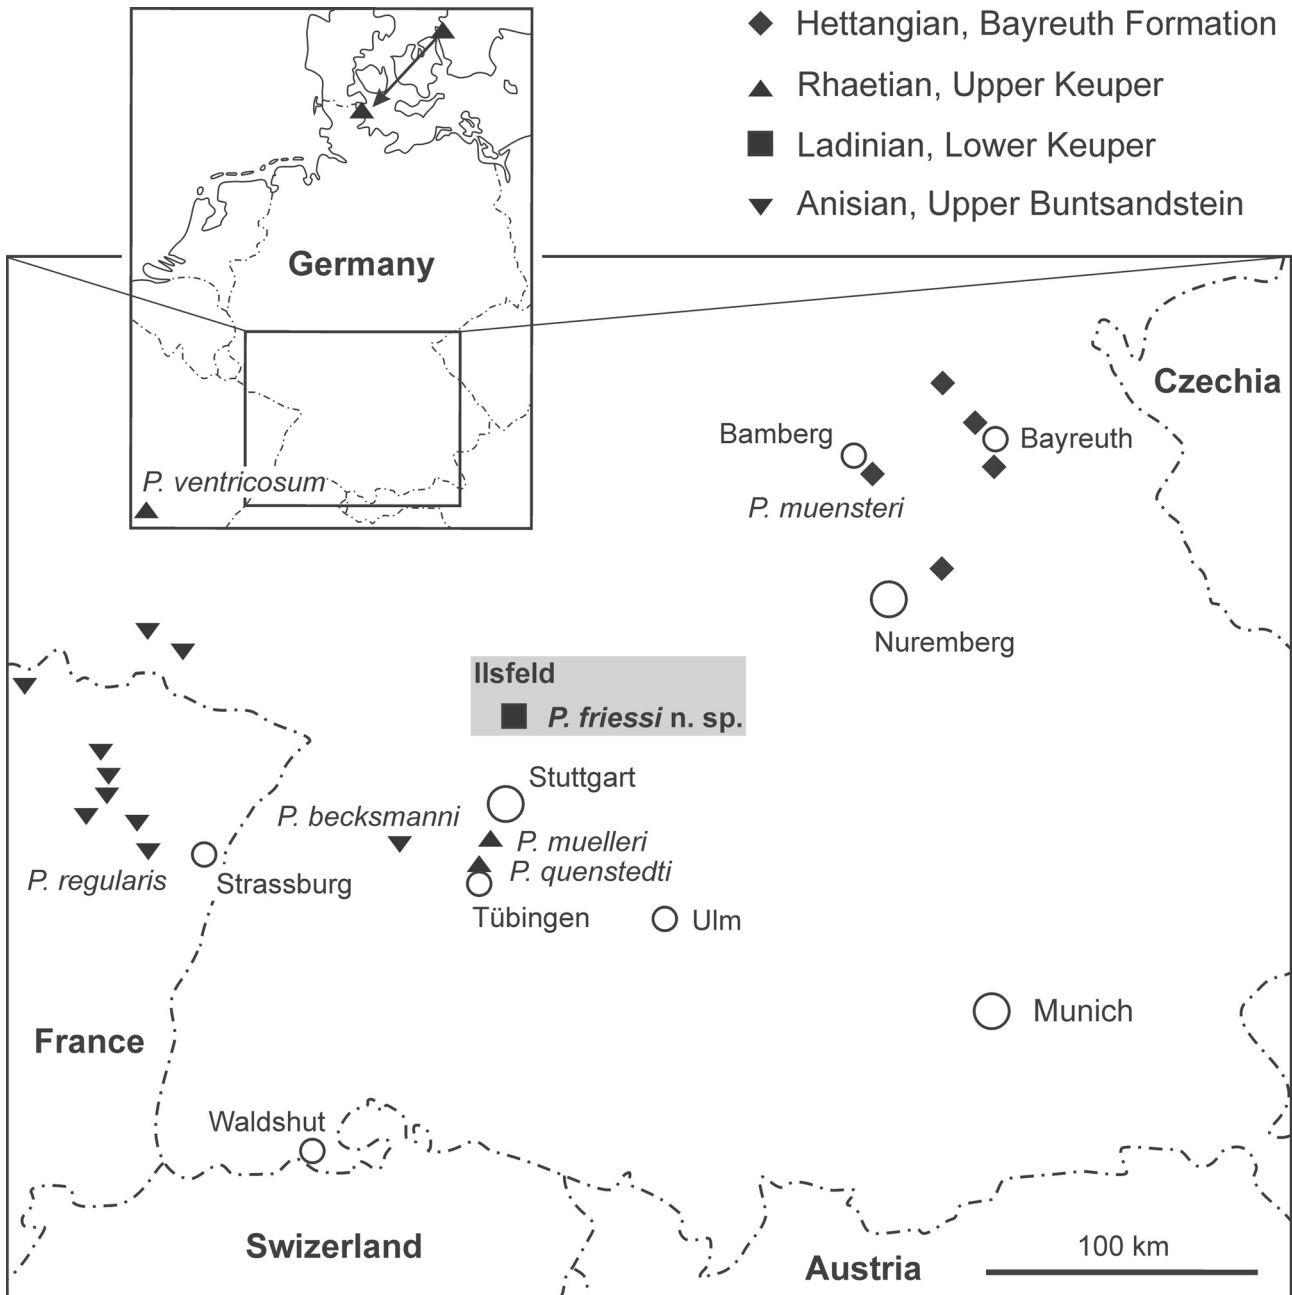 Hettangian, Bayreuth Formation
Rhaetian, Upper Keuper
Ladinian, Lower Keuper
Anisian, Upper Buntsandstein
Germany
P. ventricosum
Czechia
Bamberg
Bayreuth
P. muensteri
Nuremberg
Ilsfeld
P. friessi n. sp.
Stuttgart
P. becksmanni
P. muelleri
P. quenstedti
P. regularis
Strassburg
Tübingen
Ulm
Munich
France
Waldshut
Swizerland
Austria
100 km